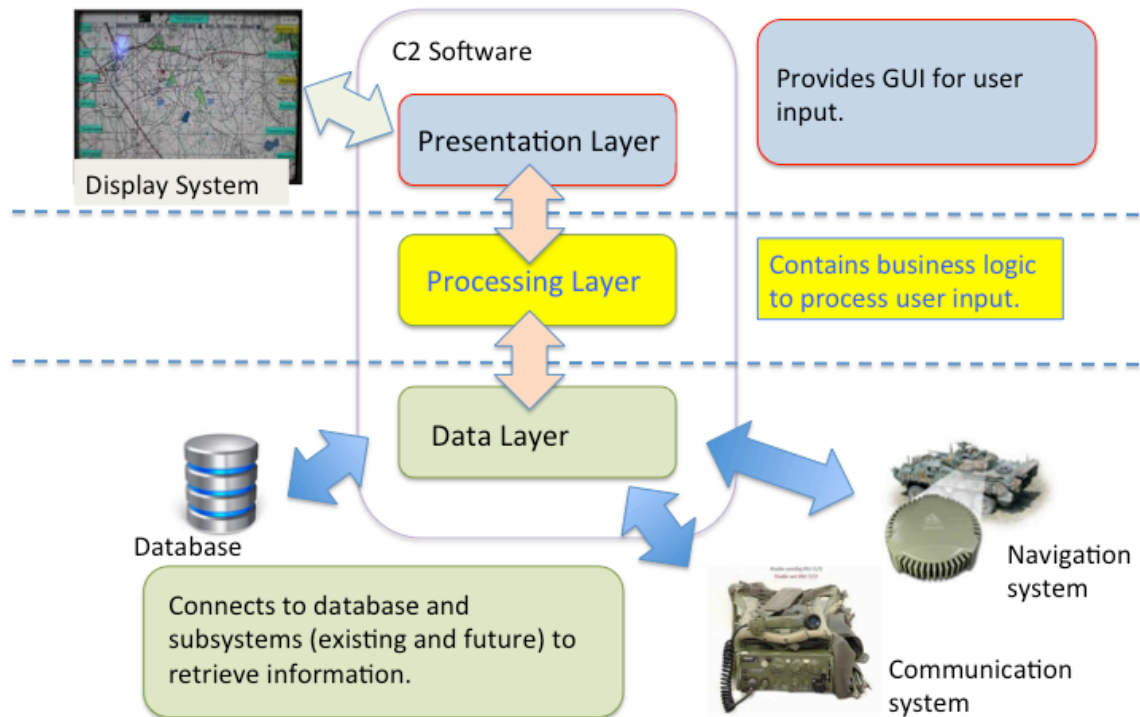 C2 Software
Presentation Layer
Provides GUI for user
input.
Display System
Processing Layer
Contains business logic
to process user input.
Data Layer
Database
Connects to database and
subsystems (existing and future) to
retrieve information.
Navigation
system
Communication
system